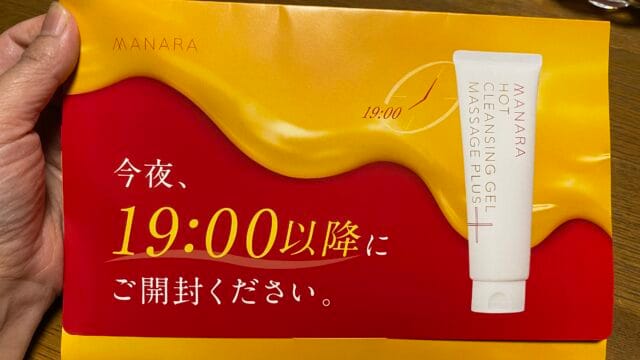 MANARA
19:00
MANARA
HOT
CLEANSING GEL
MASSAGE PLUS
今夜、
19:00以降に
ご開封ください。